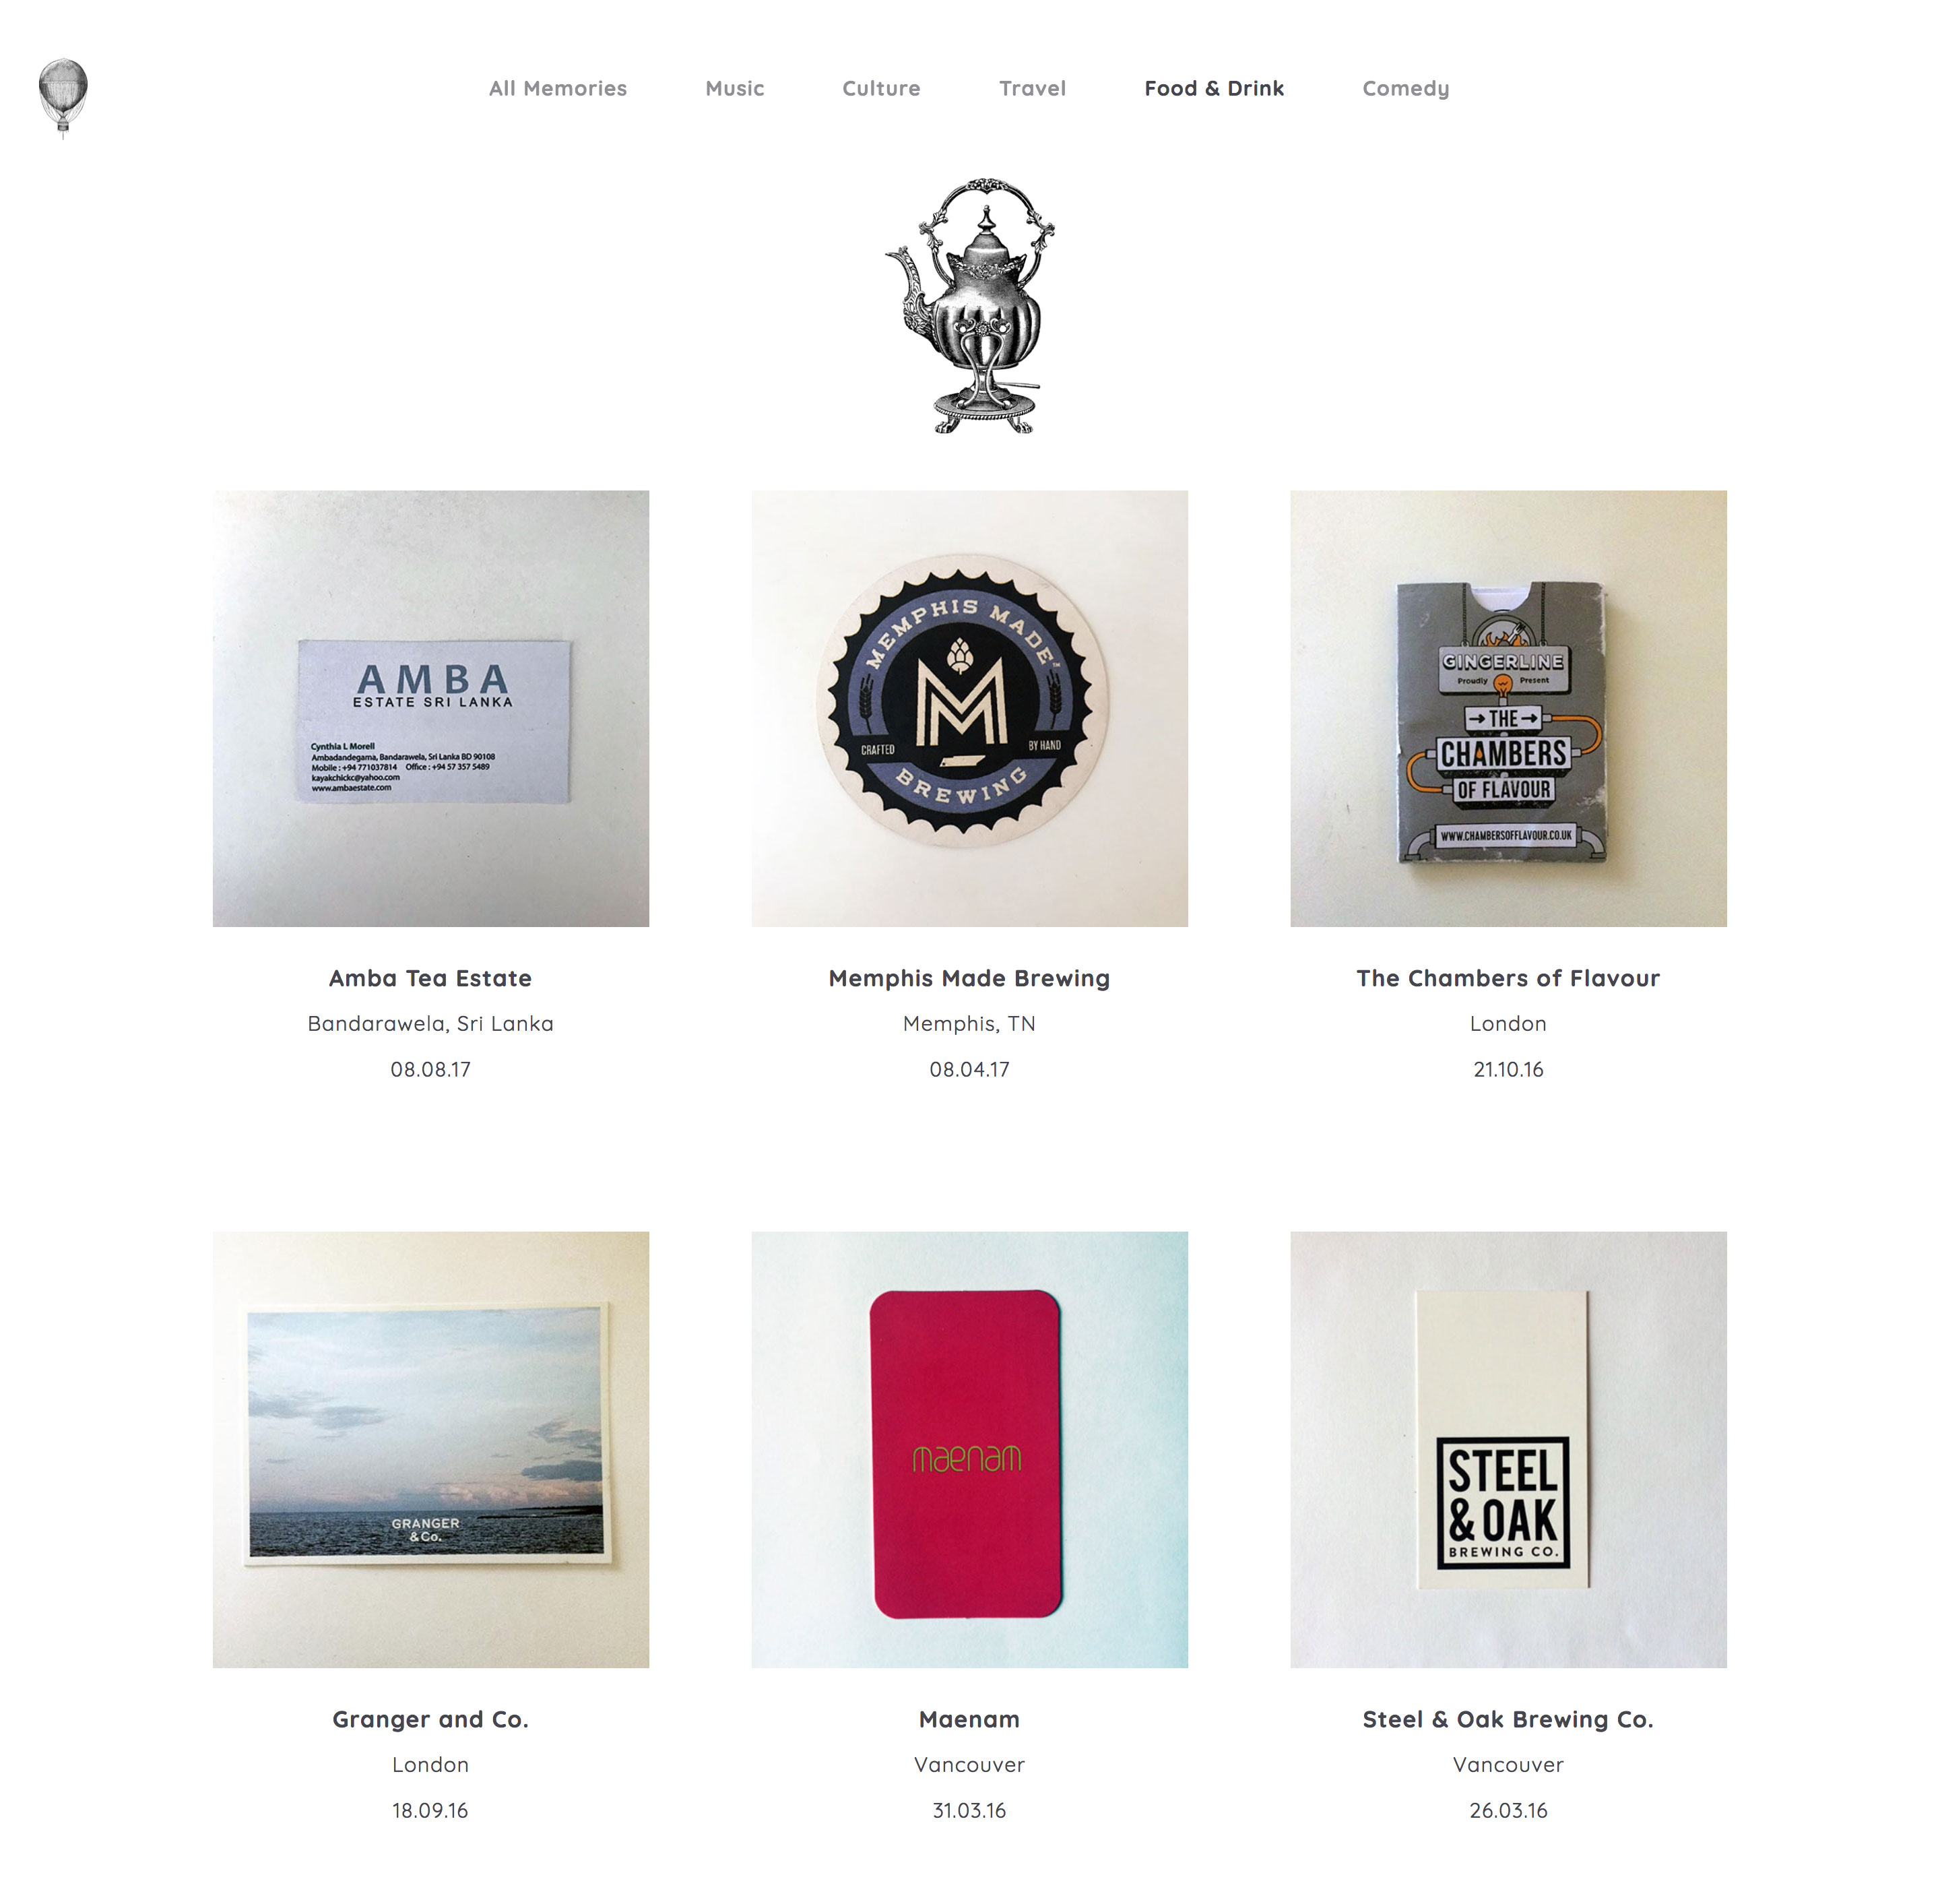 All Memories
Music
Culture
Travel
Food & Drink
Comedy
AMBA
ESTATE SRI LANKA
Cynthia L Morell
Ambadandegama, Bandarawela, Sri Lanka BD 90108
Mobile : +94 771037814 Office : +94 57 357 5489
kayakchickc@yahoo.com
www.ambaestate.com
MEMPHIS MADE™
M
CRAFTED
BY HAND
BREWING
GINGERLINE
Proudly Present
THE
CHAMBERS
OF FLAVOUR
WWW.CHAMBERSOFFLAVOUR.CO.UK
Amba Tea Estate
Bandarawela, Sri Lanka
08.08.17
Memphis Made Brewing
Memphis, TN
08.04.17
The Chambers of Flavour
London
21.10.16
GRANGER
& Co.
maenam
STEEL
& OAK
BREWING CO.
Granger and Co.
London
18.09.16
Maenam
Vancouver
31.03.16
Steel & Oak Brewing Co.
Vancouver
26.03.16